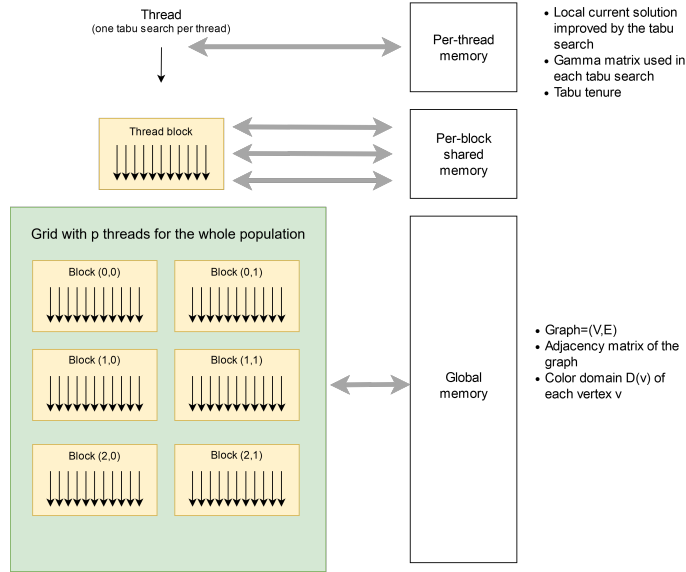 Thread
(one tabu search per thread)
Per-thread
memory
• Local current solution
improved by the tabu
search
• Gamma matrix used in
each tabu search
• Tabu tenure
Thread block
Per-block
shared
memory
Grid with p threads for the whole population
Block (0,0)
Block (0,1)
Block (1,0)
Block (1,1)
Block (2,0)
Block (2,1)
Global
memory
• Graph=(V,E)
• Adjacency matrix of the
graph
• Color domain D(v) of
each vertex v